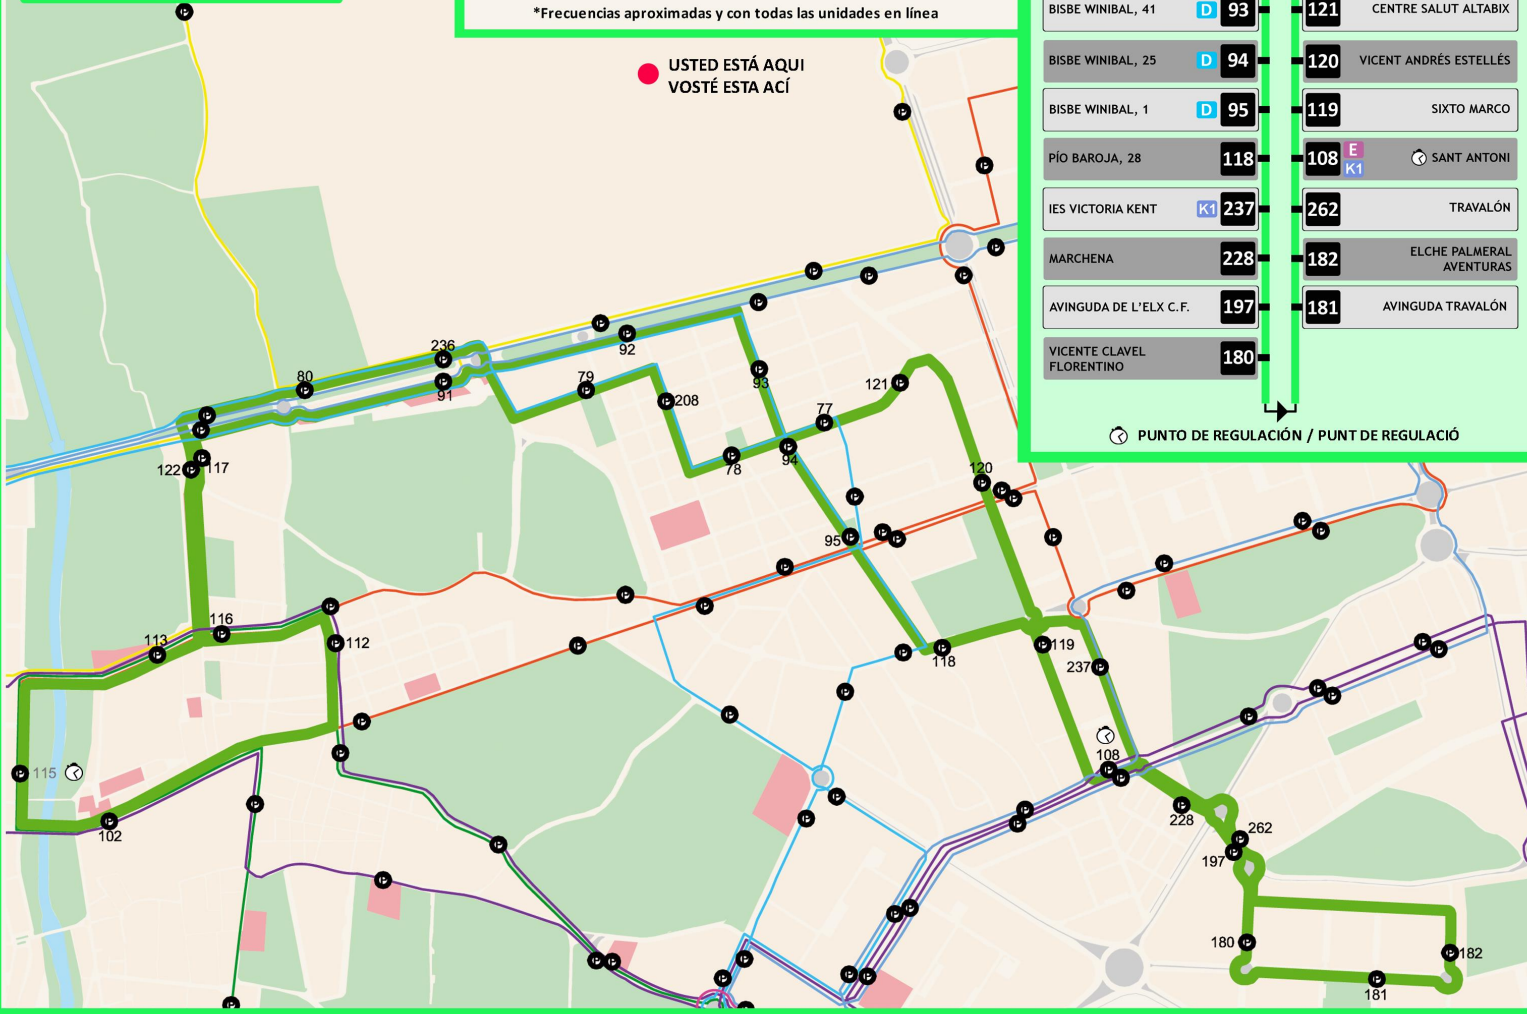 *Frecuencias aproximadas y con todas las unidades en línea
USTED ESTÁ AQUI
VOSTÉ ESTA ACÍ
BISBE WINIBAL, 41 D 93
121 CENTRE SALUT ALTABIX
BISBE WINIBAL, 25 D 94
120 VICENT ANDRÉS ESTELLÉS
BISBE WINIBAL, 1 D 95
119 SIXTO MARCO
PÍO BAROJA, 28 118
108 E K1 SANT ANTONI
IES VICTORIA KENT K1 237
262 TRAVALÓN
MARCHENA 228
182 ELCHE PALMERAL
AVENTURAS
AVINGUDA DE L'ELX C.F. 197
181 AVINGUDA TRAVALÓN
VICENTE CLAVEL
FLORENTINO 180
PUNTO DE REGULACIÓN / PUNT DE REGULACIÓ
236
92
80
91
79
93
208
121
77
122
117
78
94
120
95
116
113
112
118
119
237
115
108
102
228
262
197
180
182
181